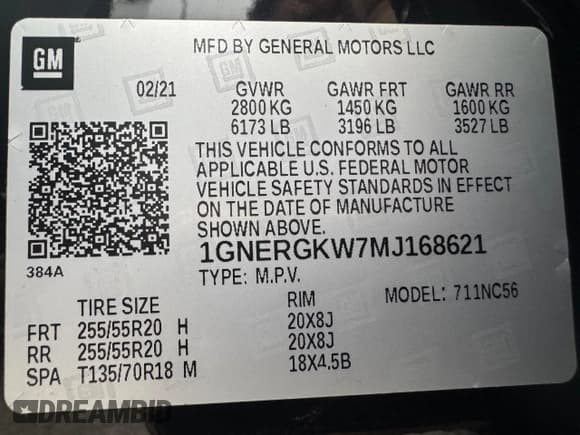 GM
MFD BY GENERAL MOTORS LLC
02/21 GVWR GAWR FRT GAWR RR
2800 KG 1450 KG 1600 KG
6173 LB 3196 LB 3527 LB
THIS VEHICLE CONFORMS TO ALL
APPLICABLE U.S. FEDERAL MOTOR
VEHICLE SAFETY STANDARDS IN EFFECT
ON THE DATE OF MANUFACTURE
SHOWN ABOVE.
384A
1GNERGKW7MJ168621
TYPE: M.P.V.
TIRE SIZE RIM MODEL: 711NC56
FRT 255/55R20 H 20X8J
RR 255/55R20 H 20X8J
SPA T135/70R18 M 18X4.5B
DREAMBID